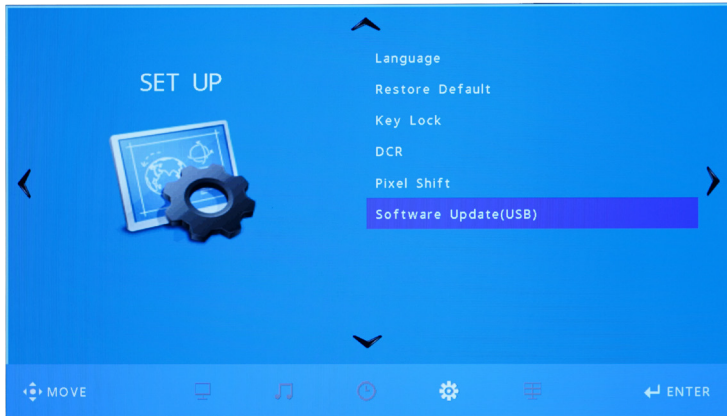 SET UP
Language
Restore Default
Key Lock
DCR
Pixel Shift
Software Update(USB)
MOVE
ENTER